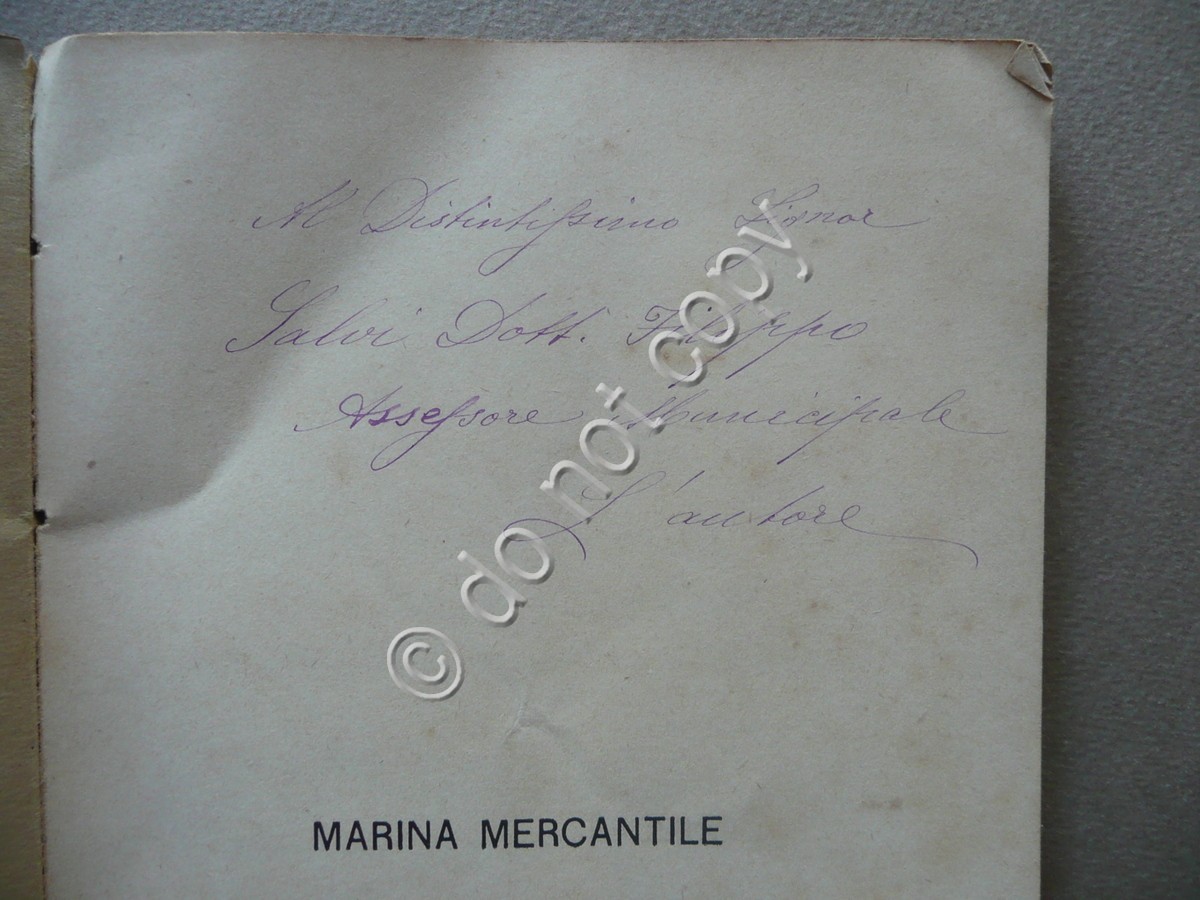 Al Distintissimo Signor
Salvi Dott. Filippo
Assessore Municipale
L'autore
© do not copy
MARINA MERCANTILE